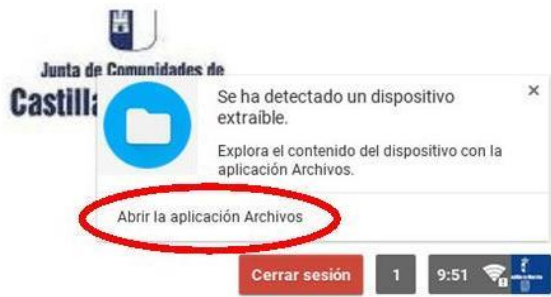 Junta de Comunidades de
Castill
Se ha detectado un dispositivo
extraíble.
Explora el contenido del dispositivo con la
aplicación Archivos.
Abrir la aplicación Archivos
Cerrar sesión
1
9:51